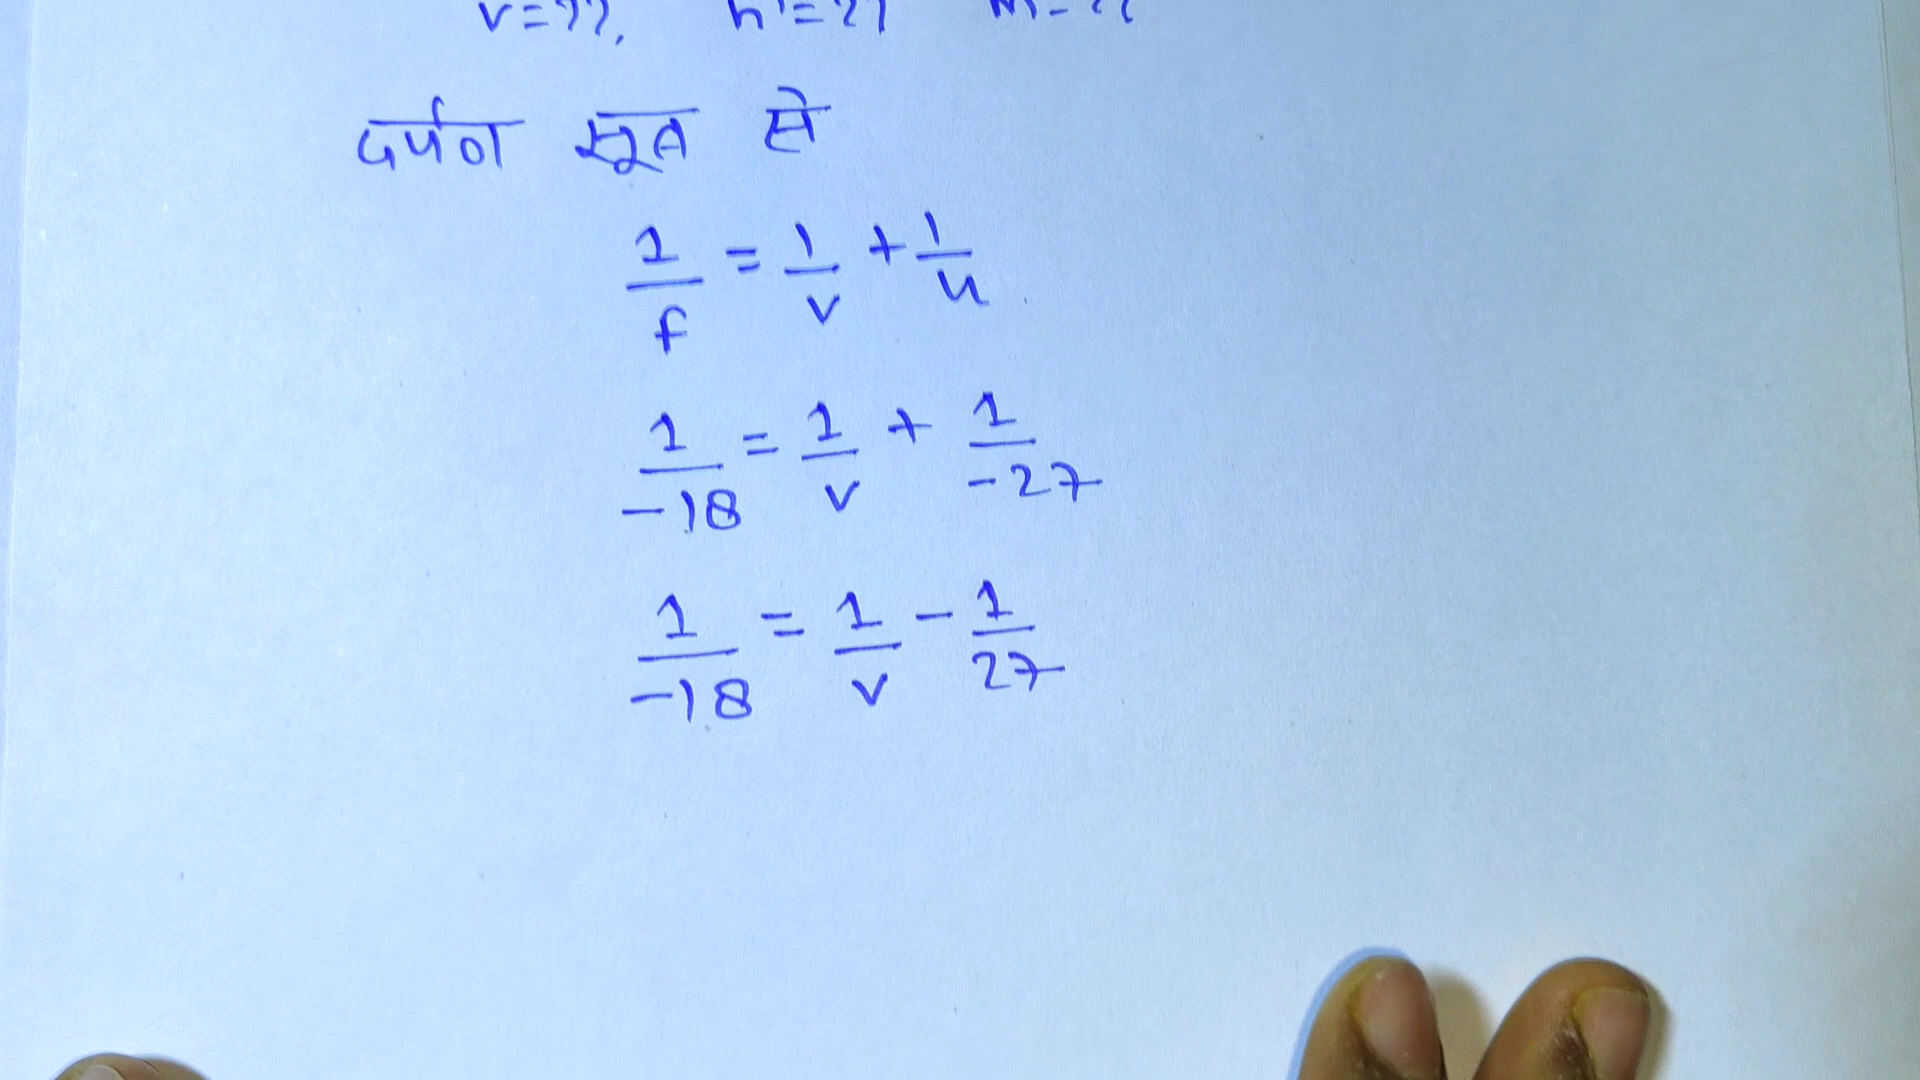 v=??, h'=?? m=??
दर्पण सूत्र से
1/f = 1/v + 1/u
1/-18 = 1/v + 1/-27
1/-18 = 1/v - 1/27